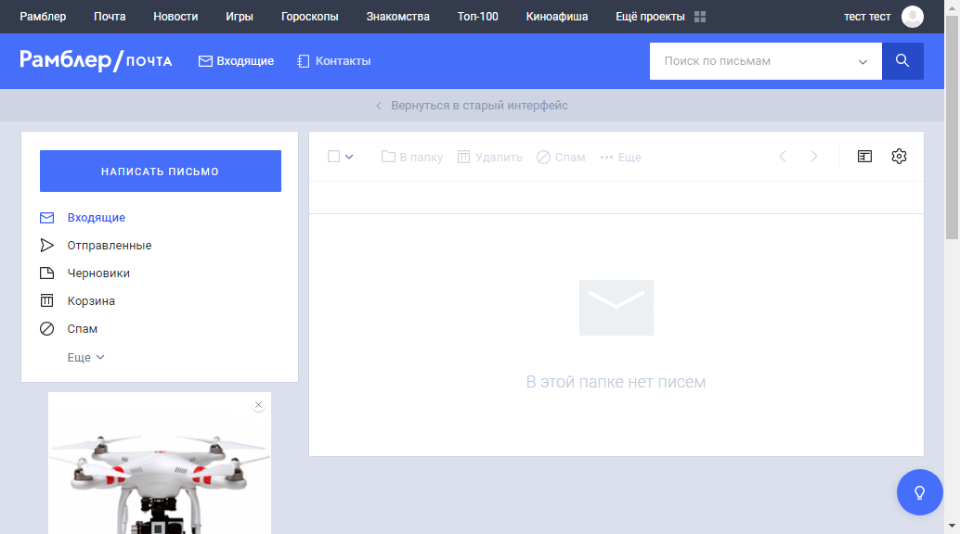 Рамблер Почта Новости Игры Гороскопы Знакомства Топ-100 Киноафиша Ещё проекты тест тест
Рамблер/почта Входящие Контакты Поиск по письмам
Вернуться в старый интерфейс
НАПИСАТЬ ПИСЬМО
Входящие
Отправленные
Черновики
Корзина
Спам
Еще
В папку Удалить Спам Еще
В этой папке нет писем